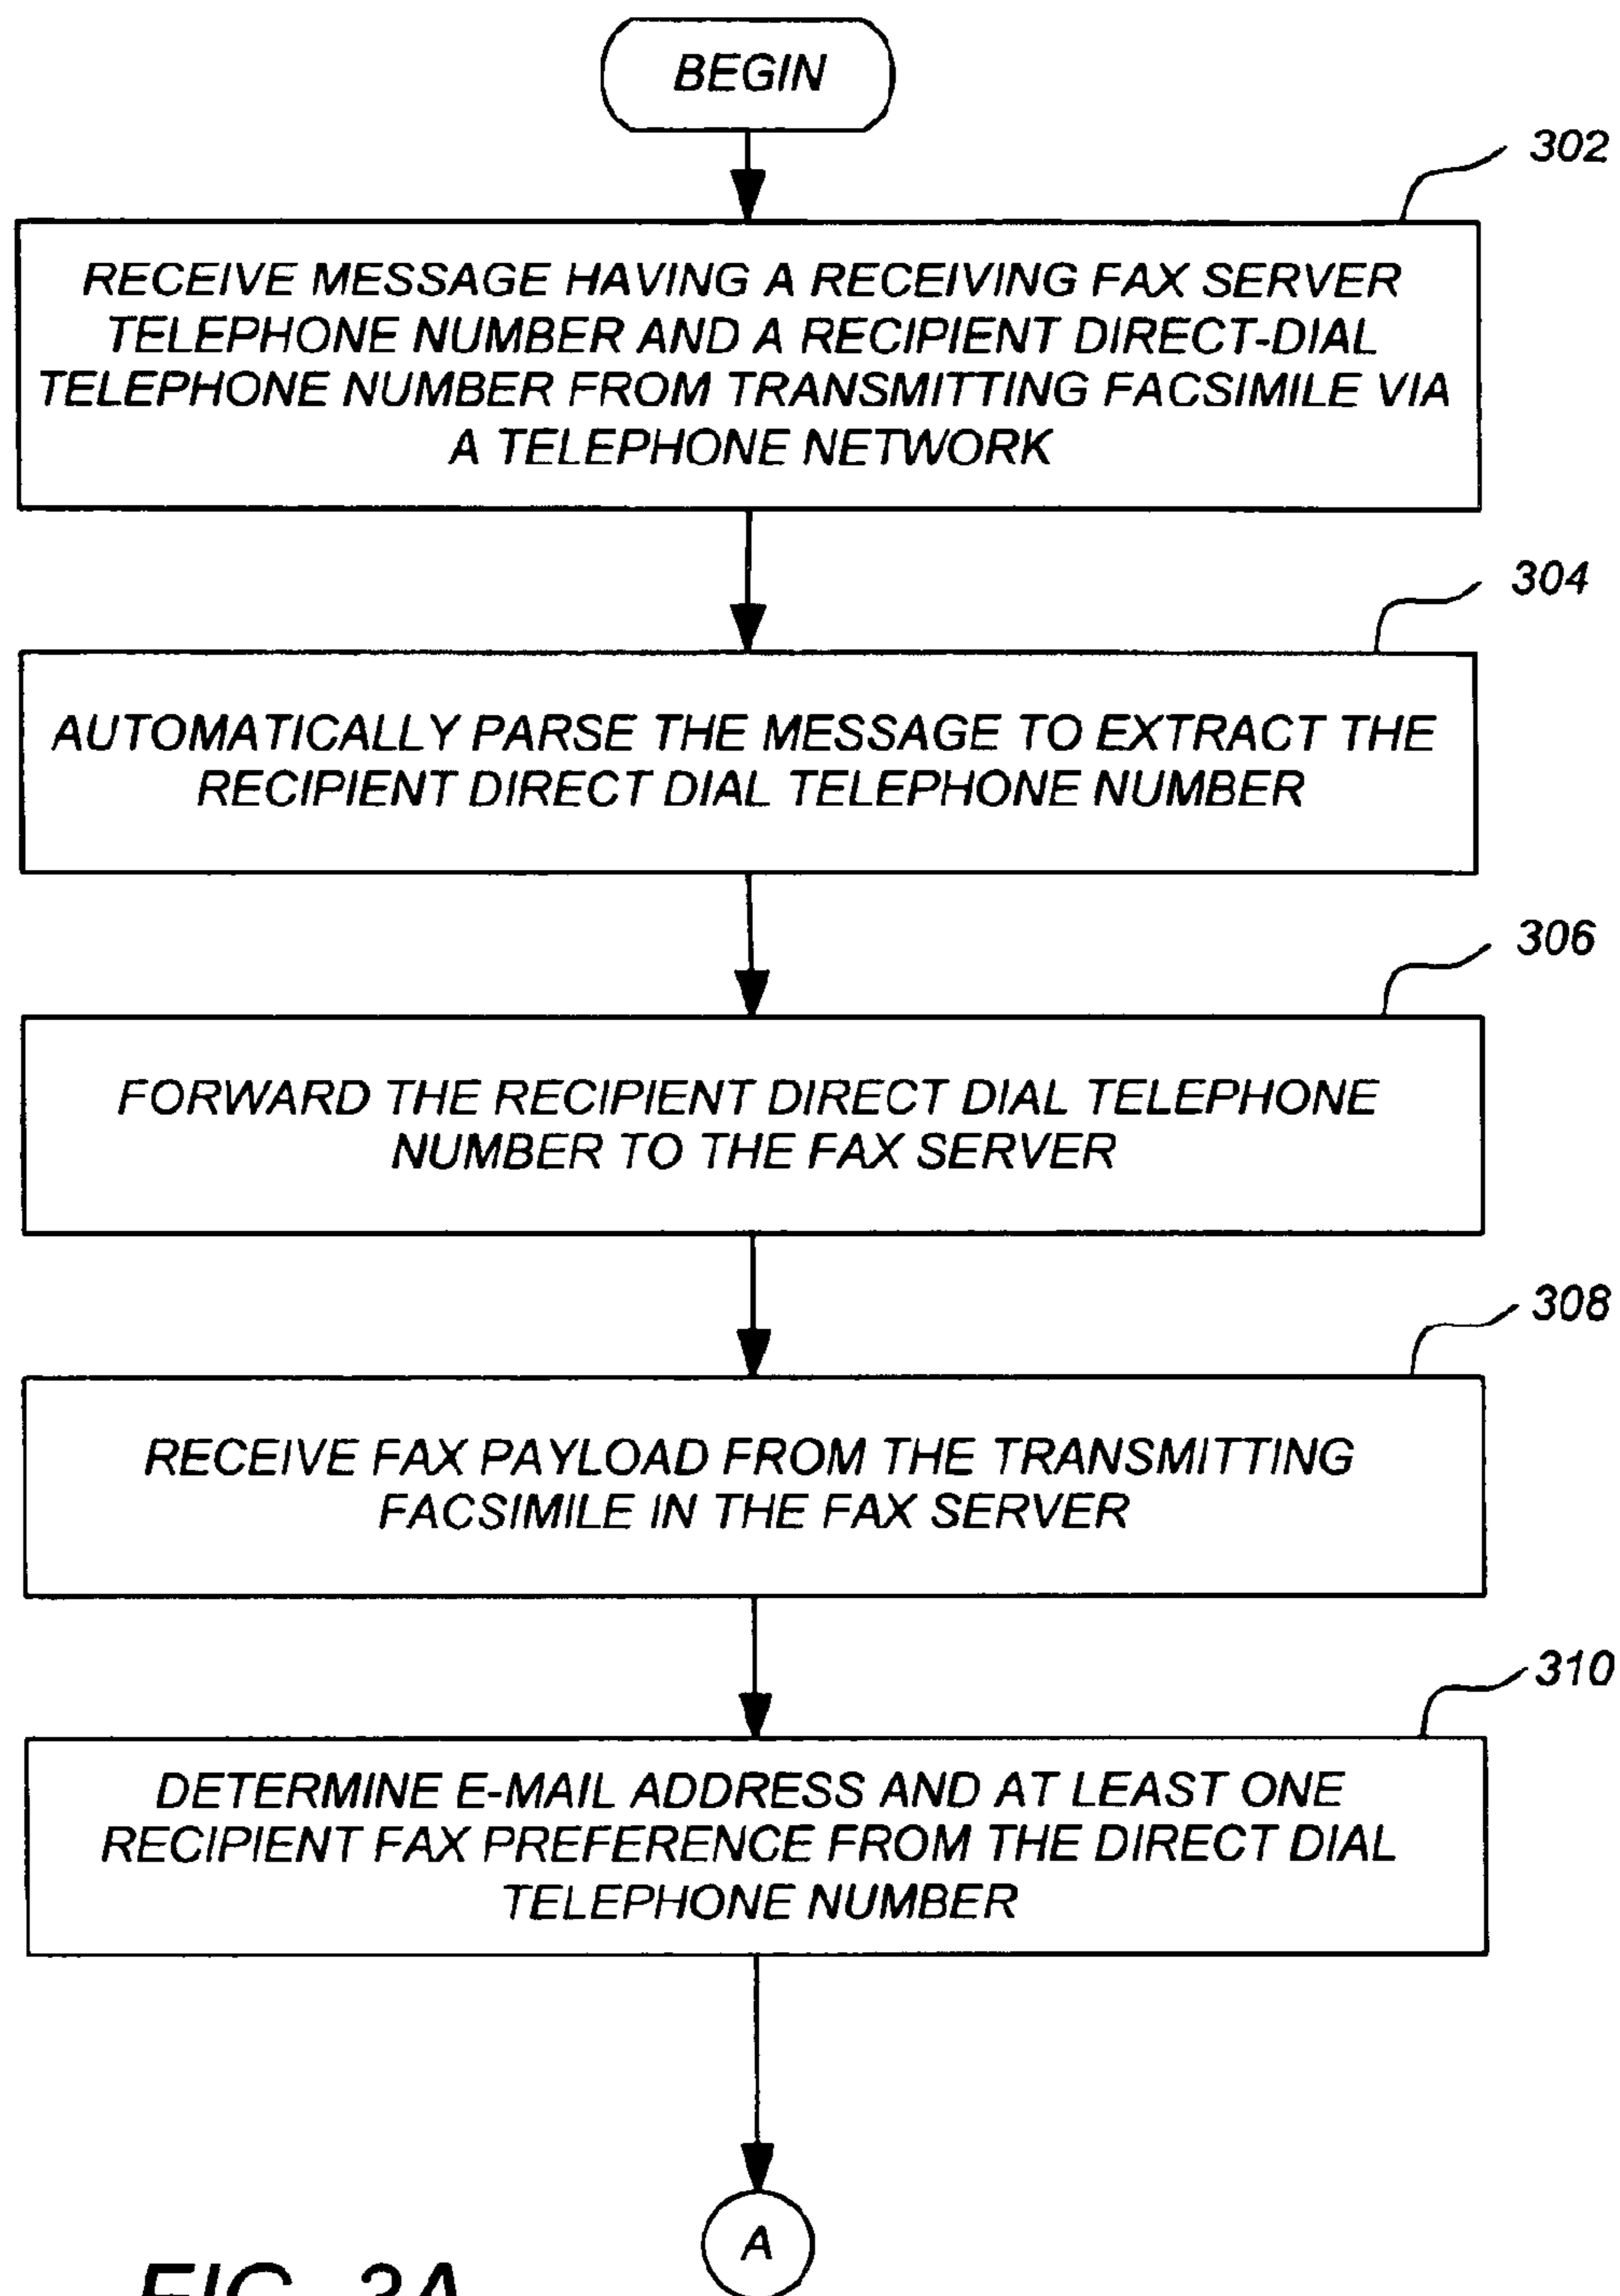 BEGIN
302
RECEIVE MESSAGE HAVING A RECEIVING FAX SERVER
TELEPHONE NUMBER AND A RECIPIENT DIRECT-DIAL
TELEPHONE NUMBER FROM TRANSMITTING FACSIMILE VIA
A TELEPHONE NETWORK
304
AUTOMATICALLY PARSE THE MESSAGE TO EXTRACT THE
RECIPIENT DIRECT DIAL TELEPHONE NUMBER
306
FORWARD THE RECIPIENT DIRECT DIAL TELEPHONE
NUMBER TO THE FAX SERVER
308
RECEIVE FAX PAYLOAD FROM THE TRANSMITTING
FACSIMILE IN THE FAX SERVER
310
DETERMINE E-MAIL ADDRESS AND AT LEAST ONE
RECIPIENT FAX PREFERENCE FROM THE DIRECT DIAL
TELEPHONE NUMBER
A
FIG. 3A